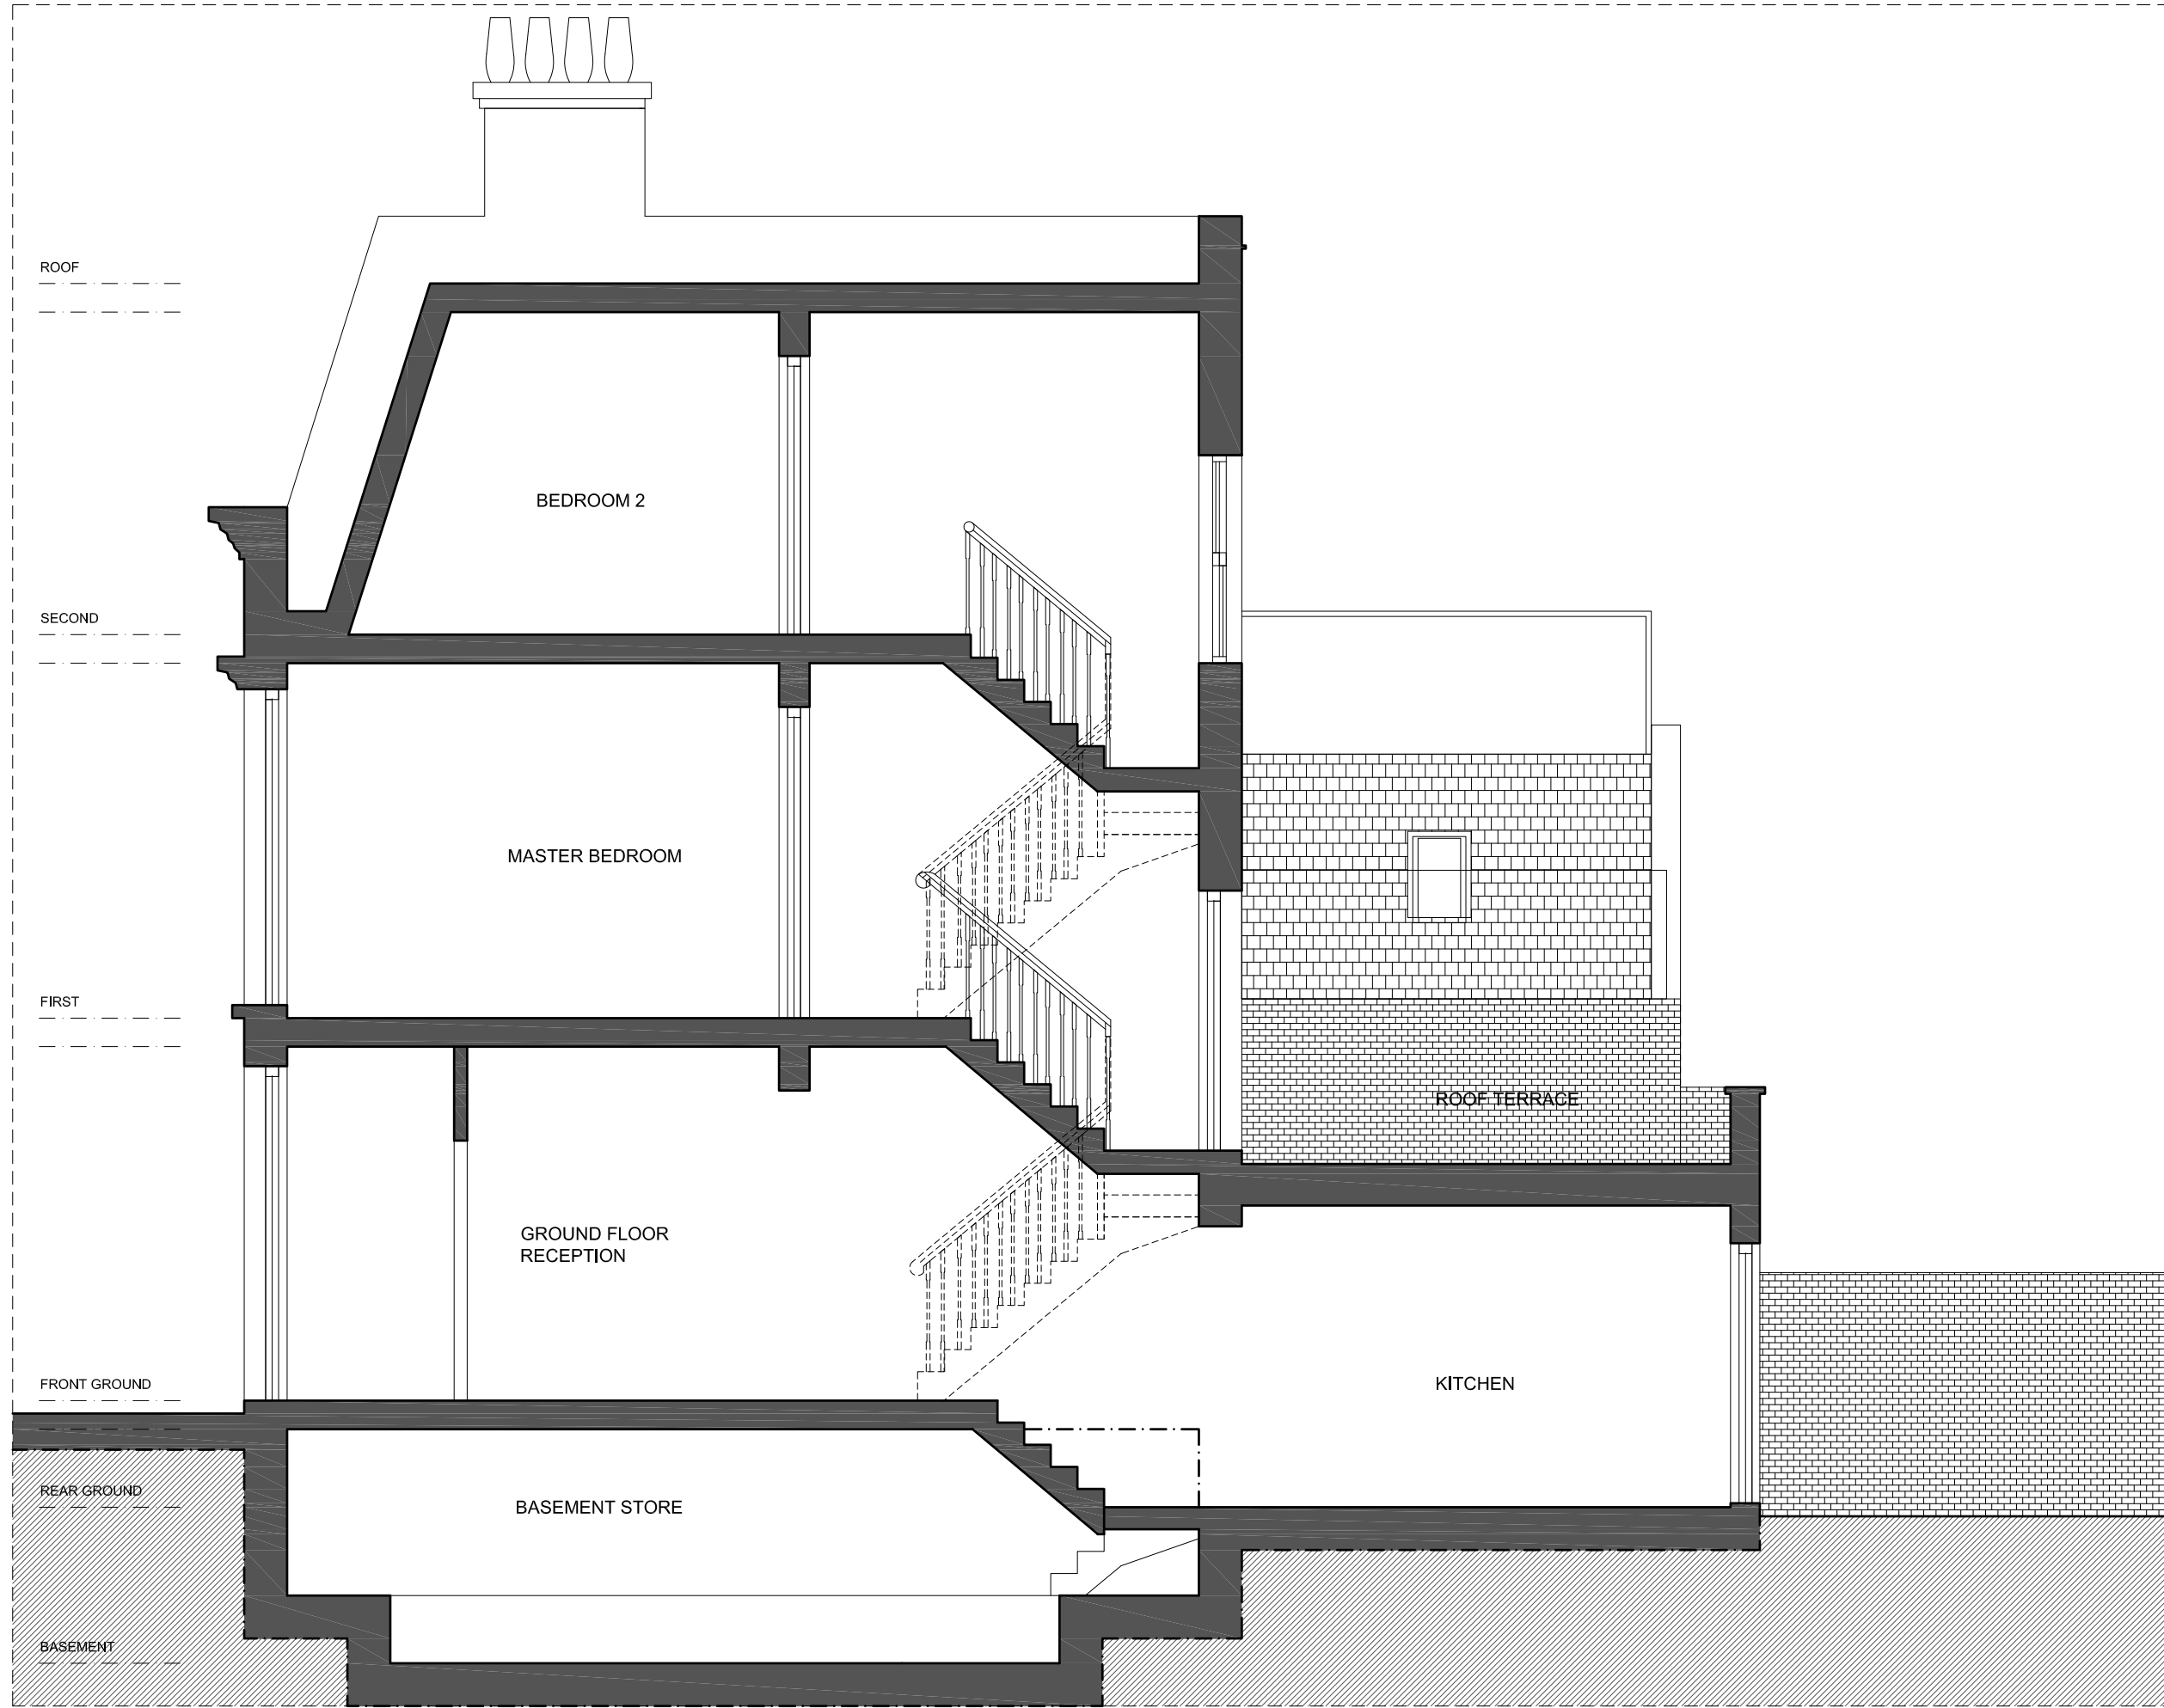 ROOF
BEDROOM 2
SECOND
MASTER BEDROOM
FIRST
ROOF TERRACE
GROUND FLOOR
RECEPTION
FRONT GROUND
KITCHEN
REAR GROUND
BASEMENT STORE
BASEMENT